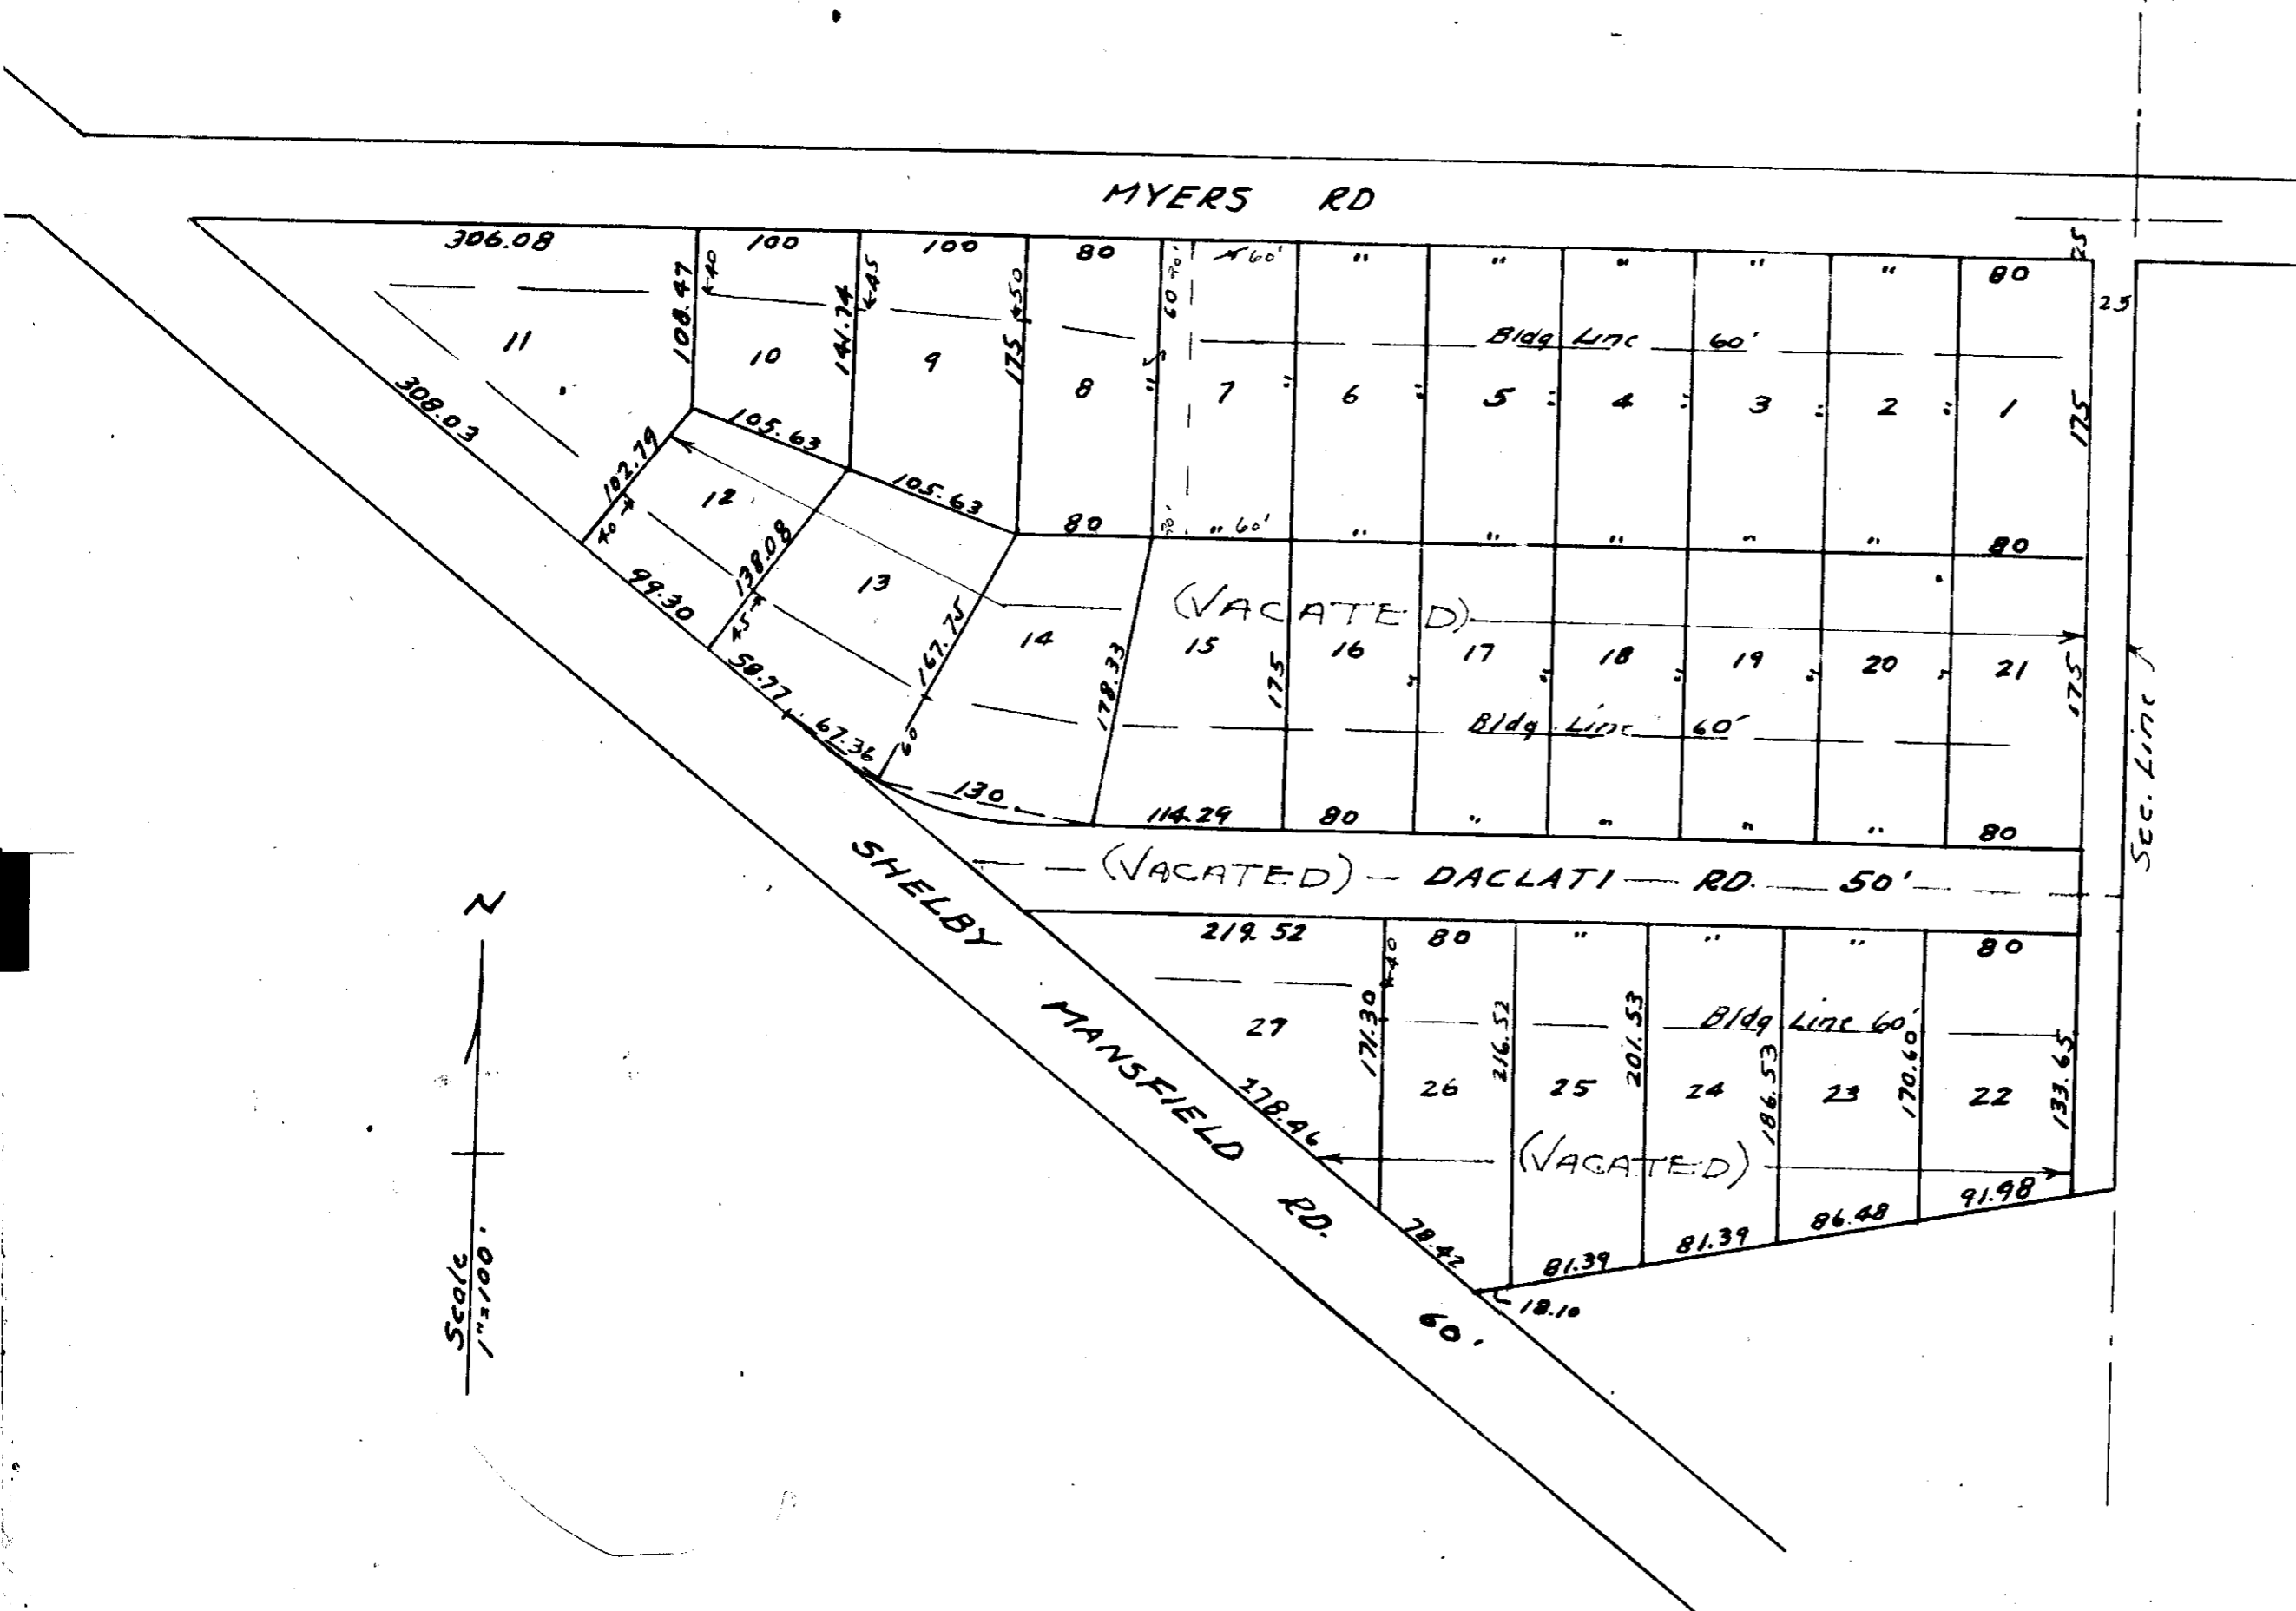 MYERS RD
306.08 100 100 80 60' " " " " " 80
25
25
108.47 40 141.74 45 175 50 60 20'
Bldg Line 60'
11 10 9 8 7 6 5 4 3 2 1
" " " " " " 175
308.03
105.63
105.63
80 20' " 60' " " " " " 80
102.79
40
12
138.08
45
13
167.75
60
(VACATED)
14 15 16 17 18 19 20 21
178.33 175 " " " " " 175
Sec. Line
99.30
58.77
67.36
130
Bldg. Line 60'
114.29 80 " " " " 80
(VACATED) - DACLATI RD. 50'
SHELBY MANSFIELD RD. 60'
219.52 80 " " " 80
40
Bldg Line 60'
27 26 25 24 23 22
171.30 216.52 201.53 186.53 170.60 133.65
278.46
(VACATED)
78.42
18.10
81.39 81.39 86.48 91.98
N
Scale
1"=100'